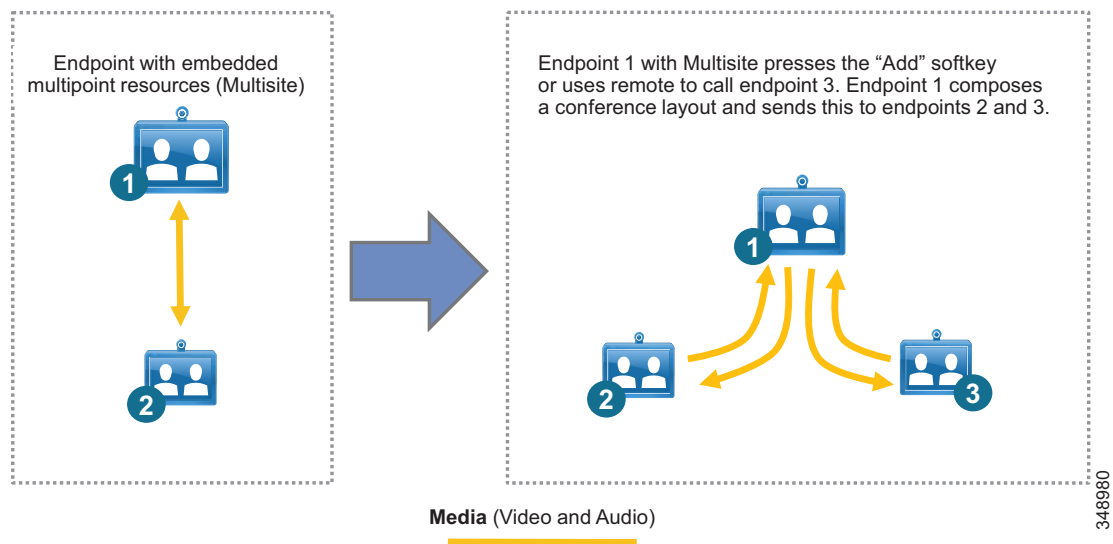 Endpoint with embedded
multipoint resources (Multisite)
1
2
Endpoint 1 with Multisite presses the “Add” softkey
or uses remote to call endpoint 3. Endpoint 1 composes
a conference layout and sends this to endpoints 2 and 3.
1
2
3
Media (Video and Audio)
348980